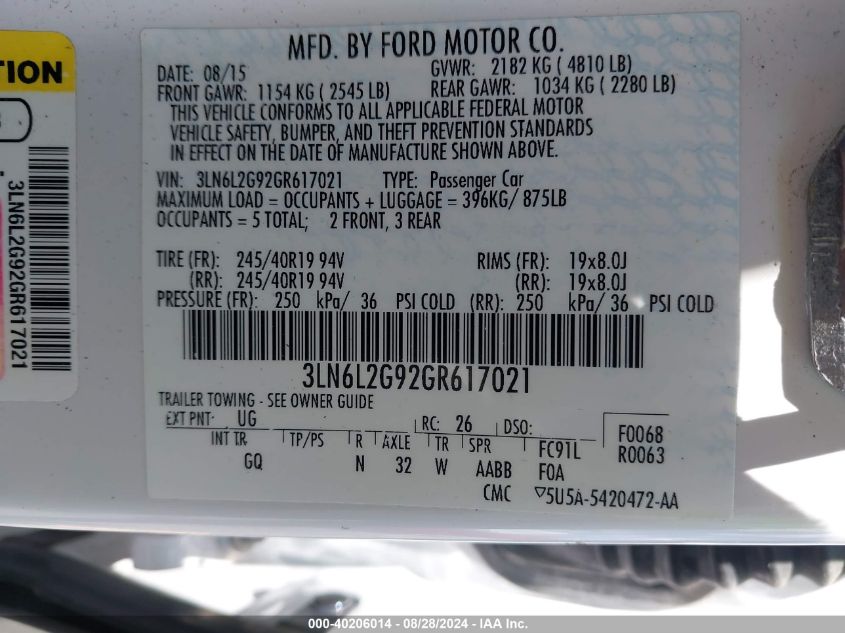 MFD. BY FORD MOTOR CO.
DATE: 08/15 GVWR: 2182 KG ( 4810 LB)
FRONT GAWR: 1154 KG ( 2545 LB) REAR GAWR: 1034 KG ( 2280 LB)
THIS VEHICLE CONFORMS TO ALL APPLICABLE FEDERAL MOTOR
VEHICLE SAFETY, BUMPER, AND THEFT PREVENTION STANDARDS
IN EFFECT ON THE DATE OF MANUFACTURE SHOWN ABOVE.
VIN: 3LN6L2G92GR617021 TYPE: Passenger Car
MAXIMUM LOAD = OCCUPANTS + LUGGAGE = 396KG/ 875LB
OCCUPANTS = 5 TOTAL; 2 FRONT, 3 REAR
TIRE (FR): 245/40R19 94V RIMS (FR): 19x8.0J
(RR): 245/40R19 94V (RR): 19x8.0J
PRESSURE (FR): 250 kPa/ 36 PSI COLD (RR): 250 kPa/ 36 PSI COLD
3LN6L2G92GR617021
TRAILER TOWING - SEE OWNER GUIDE
EXT PNT: UG RC: 26 DSO: F0068
INT TR TP/PS R AXLE TR SPR FC91L R0063
GQ N 32 W AABB F0A
CMC 5U5A-5420472-AA
3LN6L2G92GR617021
000-40206014 - 08/28/2024 - IAA Inc.